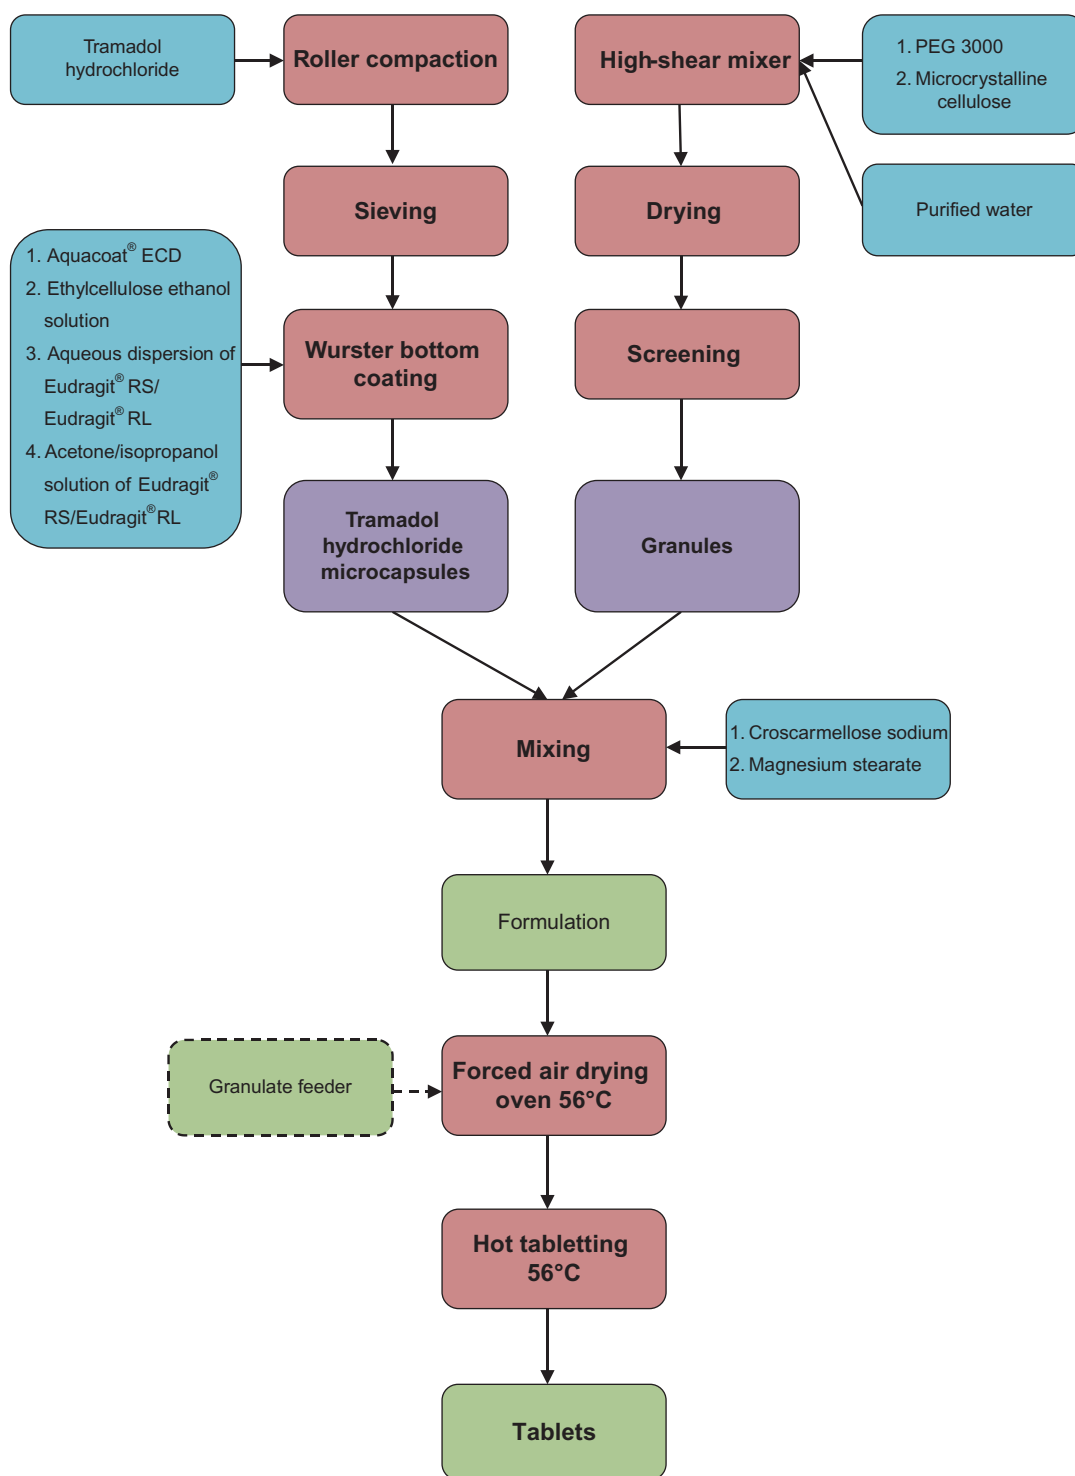 Tramadol
hydrochloride
Roller compaction
High-shear mixer
1. PEG 3000
2. Microcrystalline
cellulose
Sieving
Drying
Purified water
1. Aquacoat® ECD
2. Ethylcellulose ethanol
solution
3. Aqueous dispersion of
Eudragit® RS/
Eudragit® RL
4. Acetone/isopropanol
solution of Eudragit®
RS/Eudragit® RL
Wurster bottom
coating
Screening
Tramadol
hydrochloride
microcapsules
Granules
Mixing
1. Croscarmellose sodium
2. Magnesium stearate
Formulation
Granulate feeder
Forced air drying
oven 56°C
Hot tabletting
56°C
Tablets